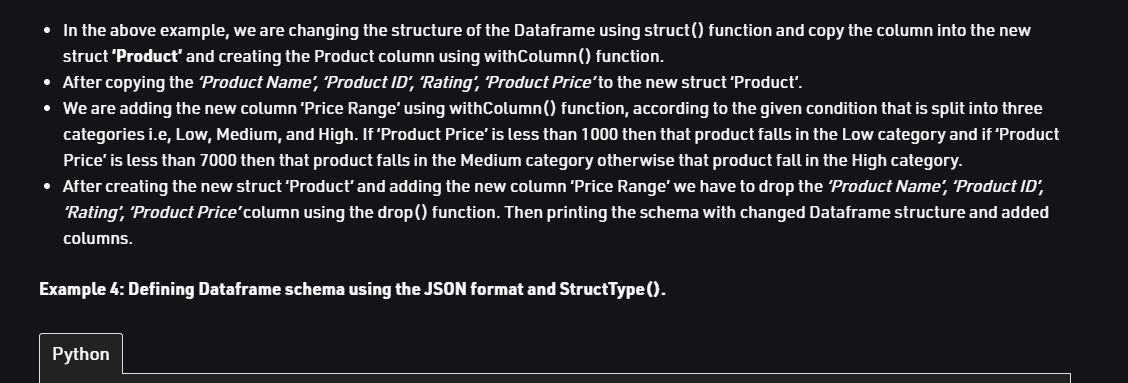 • In the above example, we are changing the structure of the Dataframe using struct() function and copy the column into the new
struct 'Product' and creating the Product column using withColumn() function.
• After copying the 'Product Name', 'Product ID', 'Rating', 'Product Price' to the new struct 'Product'.
• We are adding the new column 'Price Range' using withColumn() function, according to the given condition that is split into three
categories i.e, Low, Medium, and High. If 'Product Price' is less than 1000 then that product falls in the Low category and if 'Product
Price' is less than 7000 then that product falls in the Medium category otherwise that product fall in the High category.
• After creating the new struct 'Product' and adding the new column 'Price Range' we have to drop the 'Product Name', 'Product ID',
'Rating', 'Product Price' column using the drop() function. Then printing the schema with changed Dataframe structure and added
columns.
Example 4: Defining Dataframe schema using the JSON format and StructType().
Python